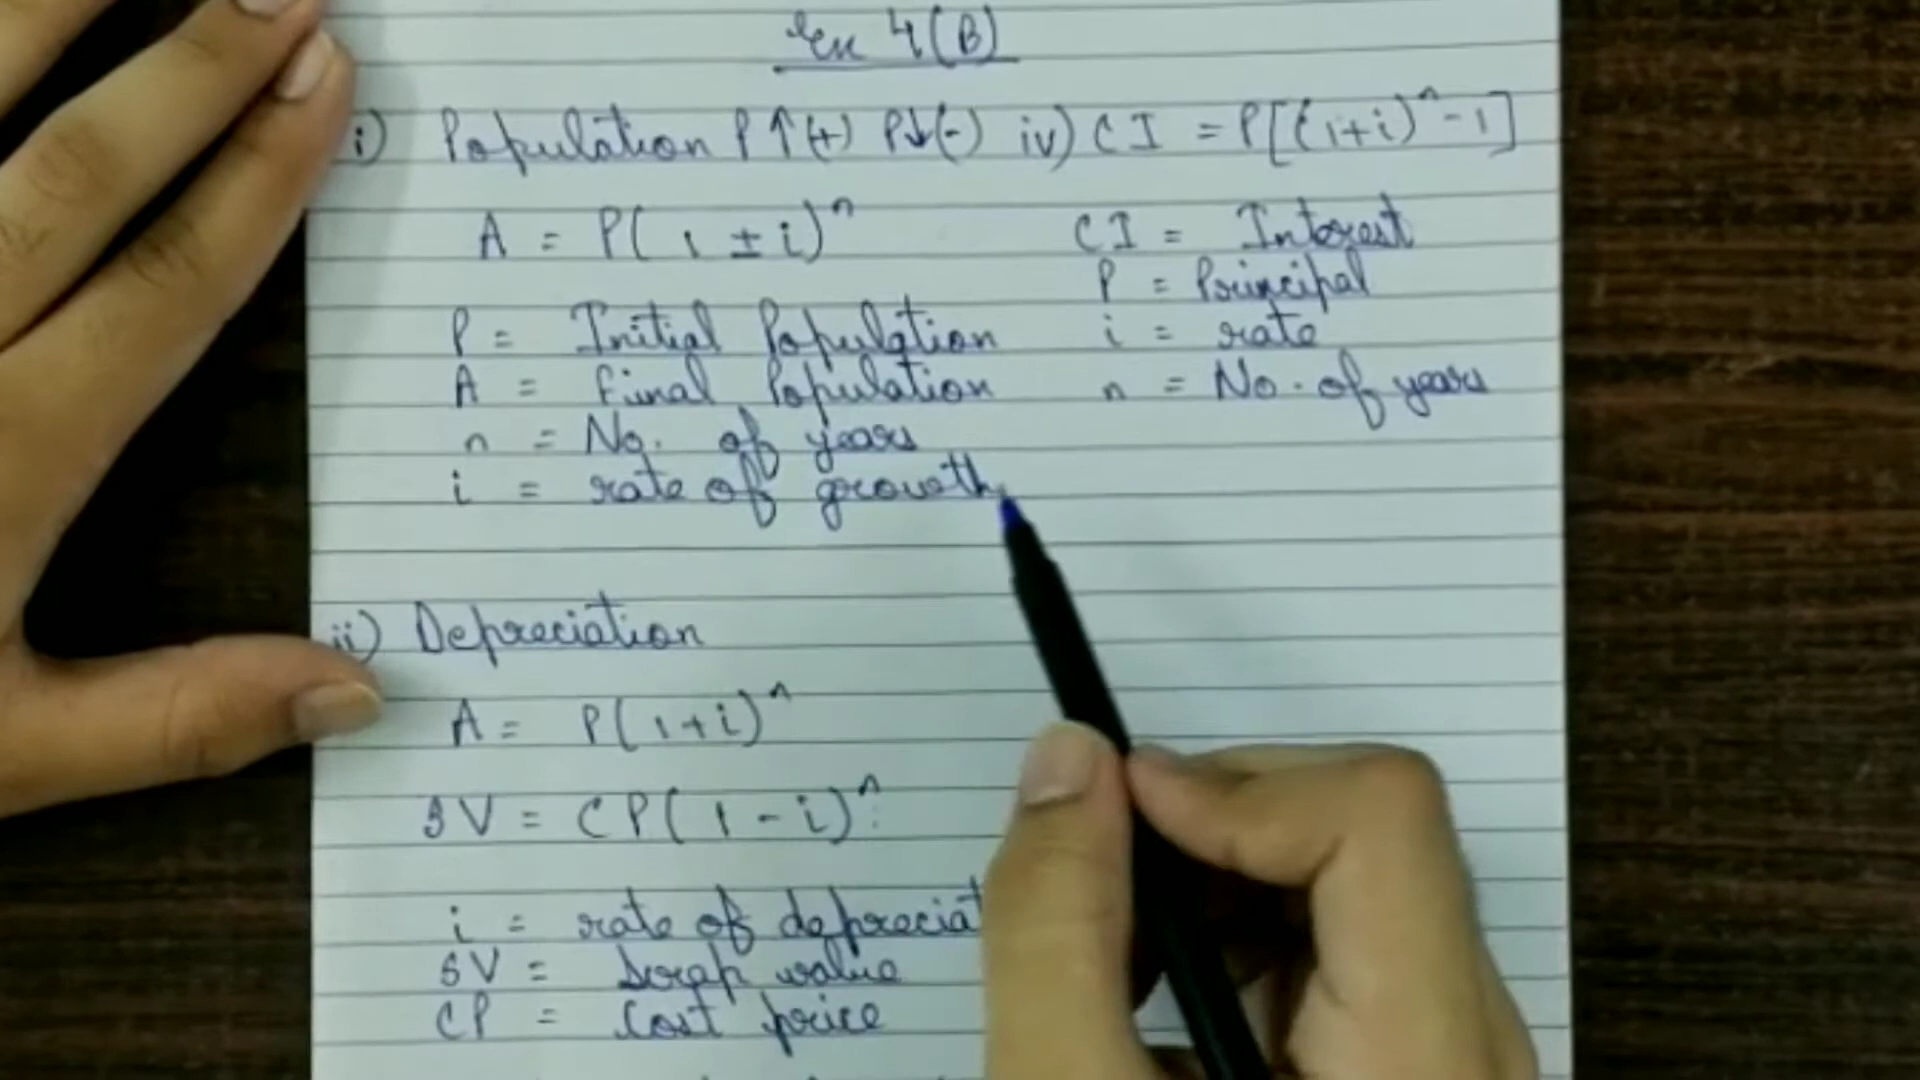 Ex 4(B)
i) Population P↑(+) P↓(-)
A = P(1 ± i)^n
P = Initial Population
A = Final Population
n = No. of years
i = rate of growth
iv) CI = P[(1+i)^n - 1]
CI = Interest
P = Principal
i = rate
n = No. of years
ii) Depreciation
A = P(1+i)^n
SV = CP(1 - i)^n
i = rate of depreciat
SV = Scrap value
CP = Cost price